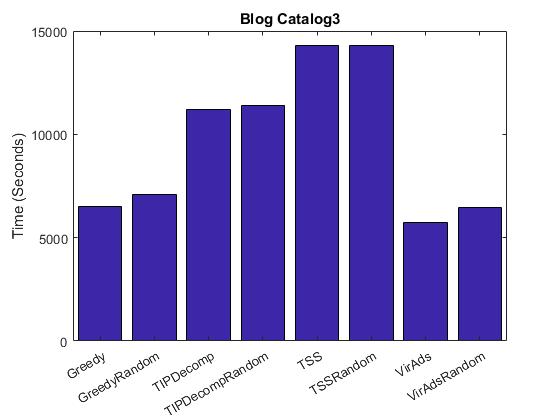 Blog Catalog3
Time (Seconds)
15000
10000
5000
0
Greedy
GreedyRandom
TIPDecomp
TIPDecompRandom
TSS
TSSRandom
VirAds
VirAdsRandom